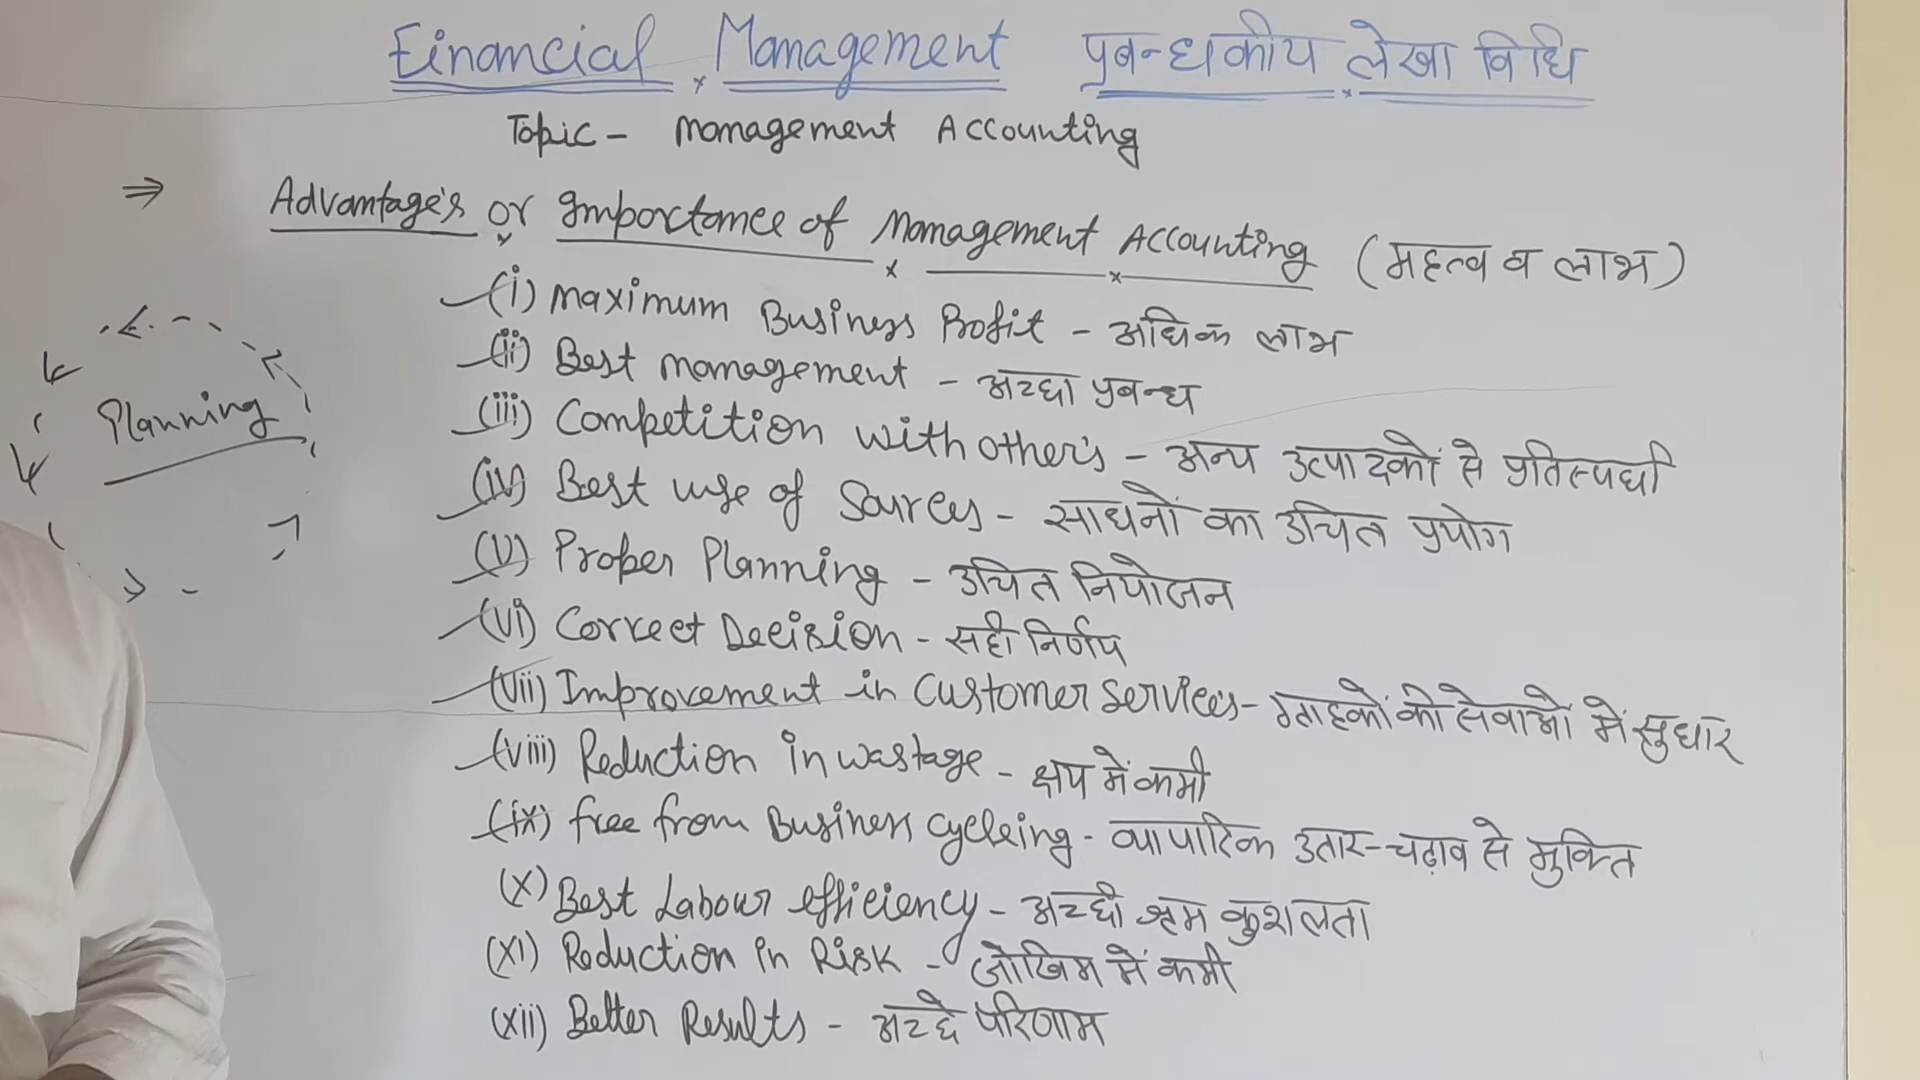 Financial Management प्रबन्धकीय लेखा विधि
Topic - Management Accounting
⇒ Advantage's or Importance of Management Accounting (महत्व व लाभ)
(i) Maximum Business Profit - अधिक लाभ
(ii) Best Management - अच्छा प्रबन्ध
(iii) Competition with other's - अन्य उत्पादकों से प्रतिस्पर्धा
(iv) Best use of Sources - साधनों का उचित प्रयोग
(v) Proper Planning - उचित नियोजन
(vi) Correct Decision - सही निर्णय
(vii) Improvement in Customer Service's - ग्राहकों की सेवाओं में सुधार
(viii) Reduction in wastage - क्षय में कमी
(ix) free from Business cycleing - व्यापारिक उतार-चढ़ाव से मुक्ति
(x) Best Labour efficiency - अच्छी श्रम कुशलता
(xi) Reduction in Risk - जोखिम में कमी
(xii) Better Results - अच्छे परिणाम
Planning